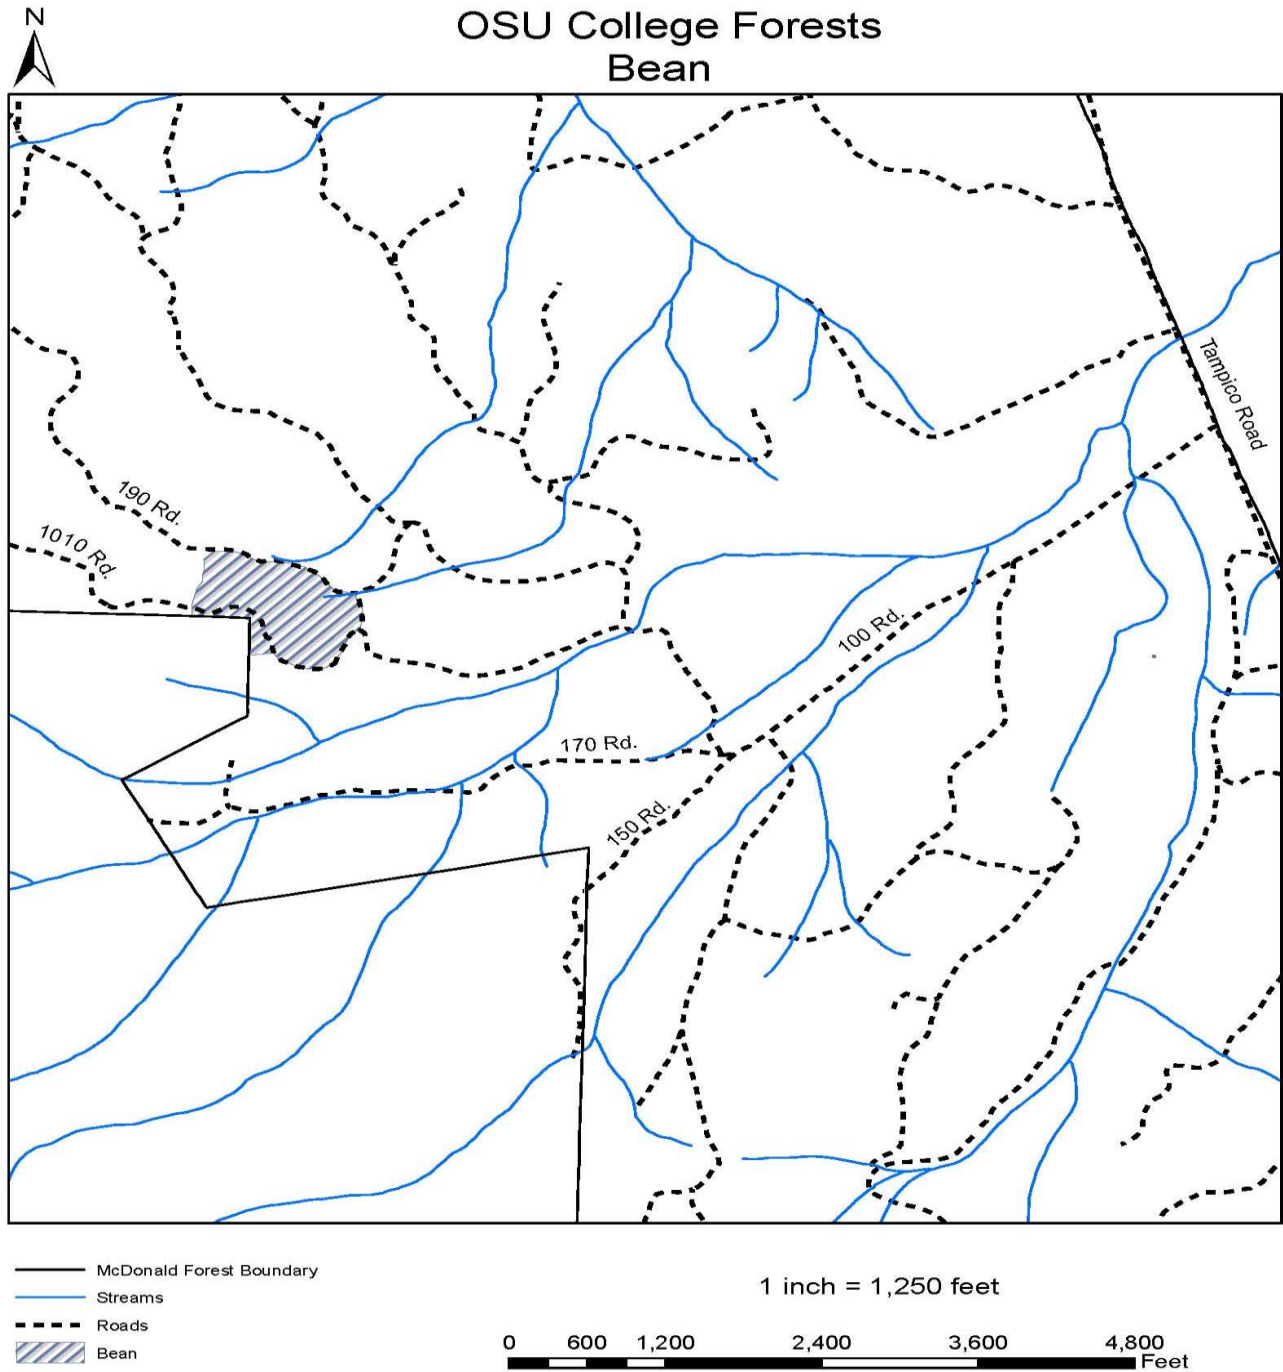 N
OSU College Forests
Bean
Tampico Road
190 Rd.
1010 Rd.
100 Rd.
170 Rd.
150 Rd.
McDonald Forest Boundary
Streams
Roads
Bean
1 inch = 1,250 feet
0 600 1,200 2,400 3,600 4,800
Feet